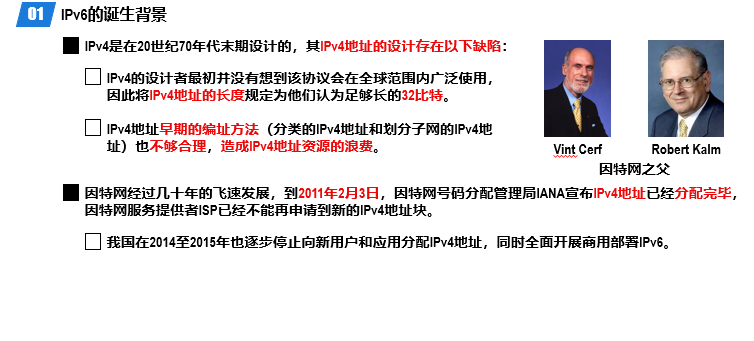 01 IPv6的诞生背景
IPv4是在20世纪70年代末期设计的，其IPv4地址的设计存在以下缺陷：
IPv4的设计者最初并没有想到该协议会在全球范围内广泛使用，
因此将IPv4地址的长度规定为他们认为足够长的32比特。
IPv4地址早期的编址方法（分类的IPv4地址和划分子网的IPv4地
址）也不够合理，造成IPv4地址资源的浪费。
Vint Cerf
Robert Kalm
因特网之父
因特网经过几十年的飞速发展，到2011年2月3日，因特网号码分配管理局IANA宣布IPv4地址已经分配完毕，
因特网服务提供者ISP已经不能再申请到新的IPv4地址块。
我国在2014至2015年也逐步停止向新用户和应用分配IPv4地址，同时全面开展商用部署IPv6。